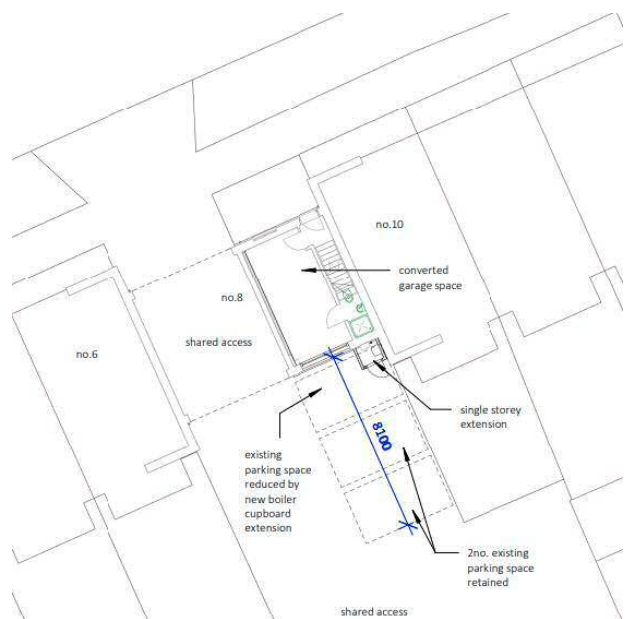 no.10
converted
garage space
no.8
shared access
no.6
single storey
extension
8100
existing
parking space
reduced by
new boiler
cupboard
extension
2no. existing
parking space
retained
shared access